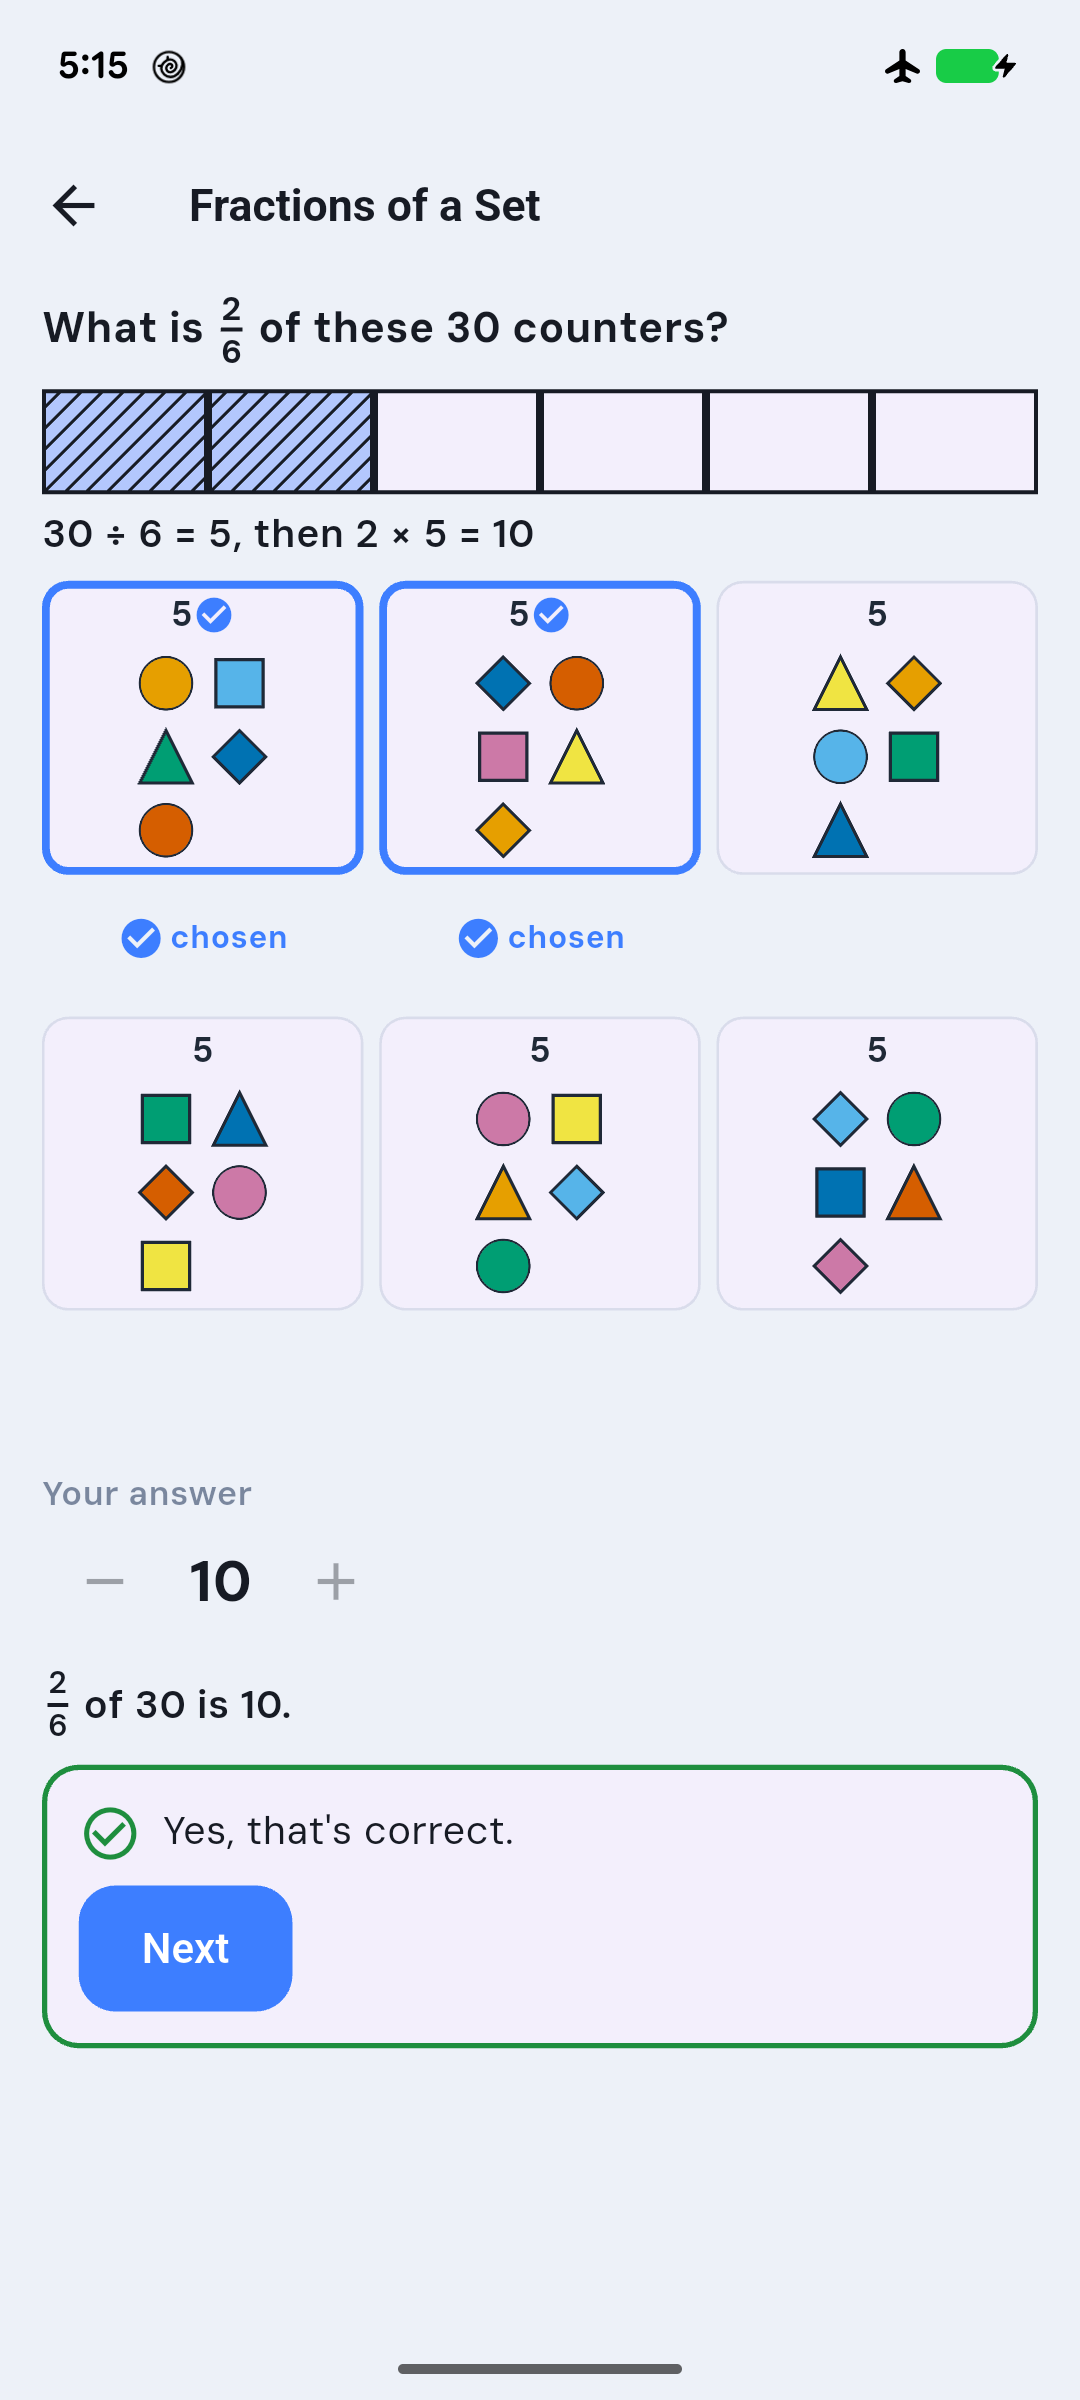 5:15
Fractions of a Set
What is 2/6 of these 30 counters?
30 ÷ 6 = 5, then 2 × 5 = 10
5 5 5
chosen chosen
5 5 5
Your answer
− 10 +
2/6 of 30 is 10.
Yes, that's correct.
Next